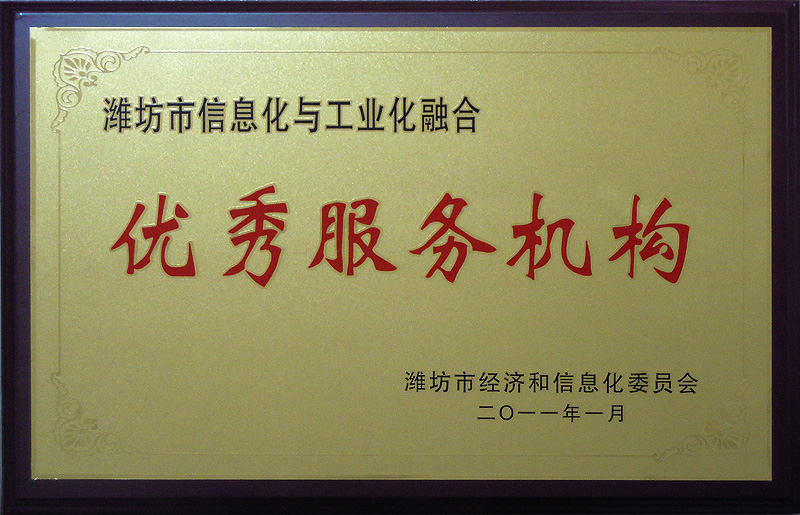 潍坊市信息化与工业化融合
优秀服务机构
潍坊市经济和信息化委员会
二〇一一年一月